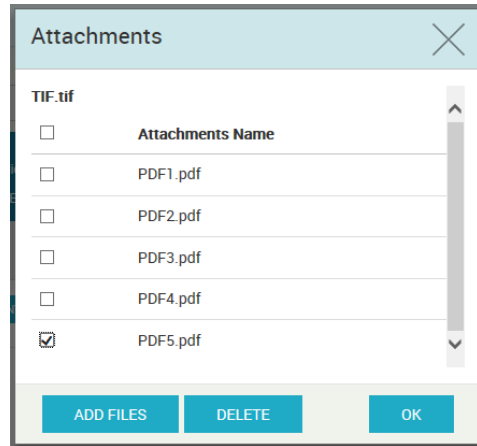 Attachments
TIF.tif
Attachments Name
PDF1.pdf
PDF2.pdf
PDF3.pdf
PDF4.pdf
PDF5.pdf
ADD FILES DELETE OK